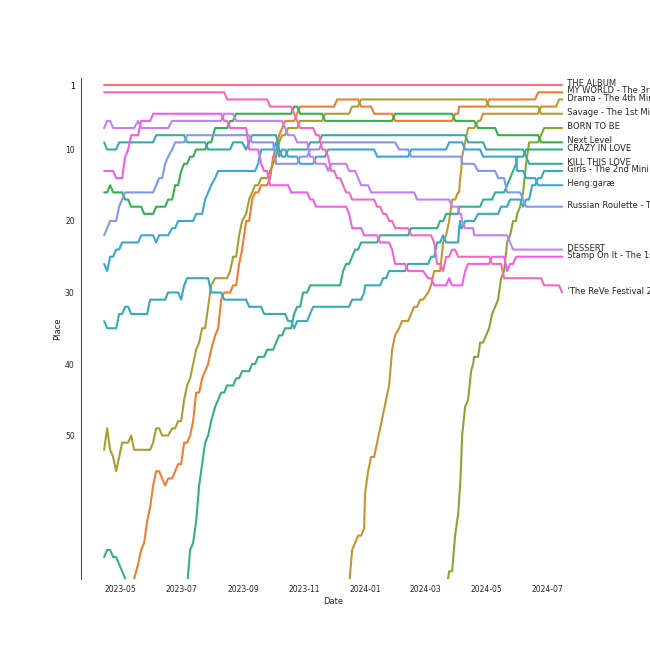 1
10
20
30
40
50
Place
2023-05
2023-07
2023-09
2023-11
2024-01
2024-03
2024-05
2024-07
Date
THE ALBUM
MY WORLD - The 3r
Drama - The 4th Mi
Savage - The 1st Mi
BORN TO BE
Next Level
CRAZY IN LOVE
KILL THIS LOVE
Girls - The 2nd Mini
Heng:garæ
Russian Roulette - T
DESSERT
Stamp On It - The 1
'The ReVe Festival 2